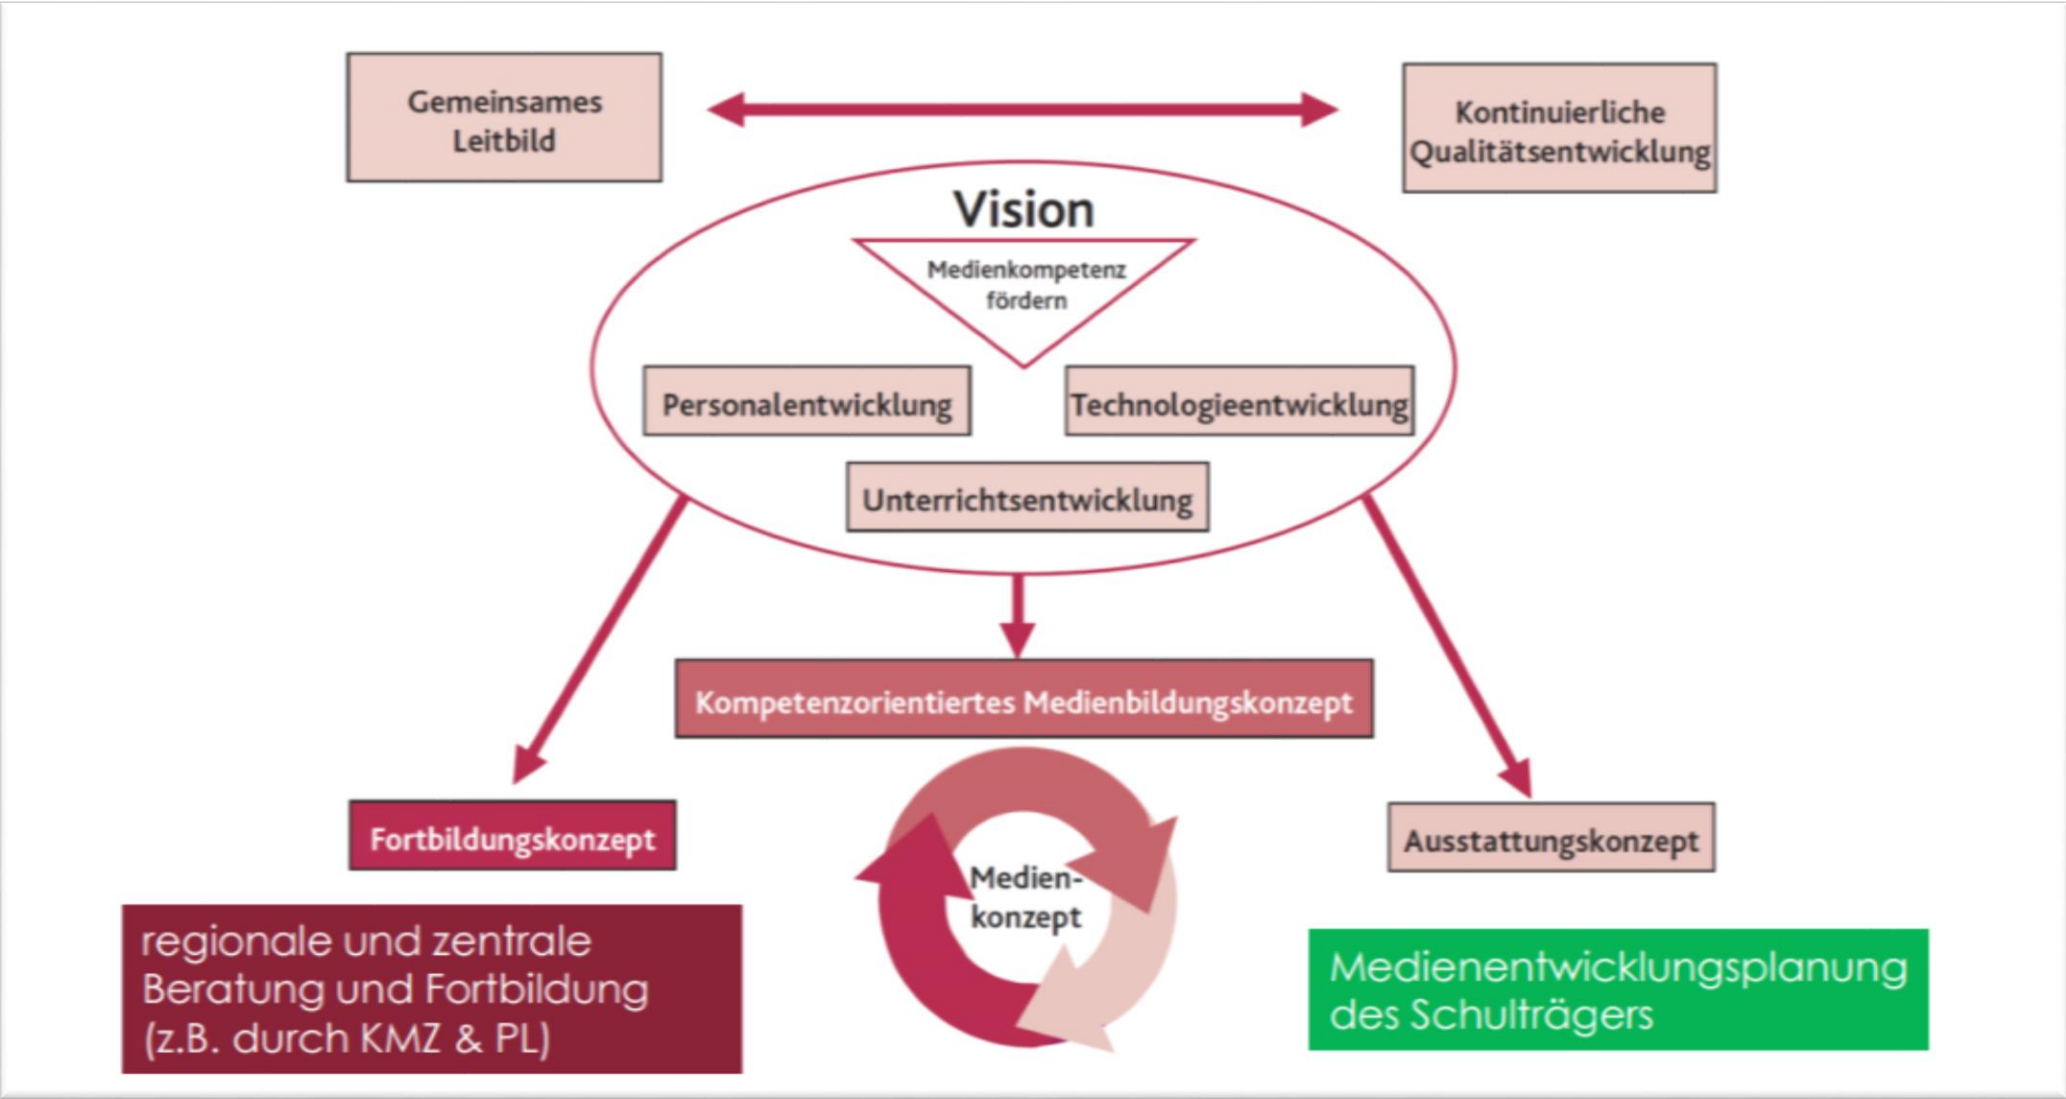 Gemeinsames
Leitbild
Kontinuierliche
Qualitätsentwicklung
Vision
Medienkompetenz
fördern
Personalentwicklung
Technologieentwicklung
Unterrichtsentwicklung
Kompetenzorientiertes Medienbildungskonzept
Fortbildungskonzept
Ausstattungskonzept
Medien-
konzept
regionale und zentrale
Beratung und Fortbildung
(z.B. durch KMZ & PL)
Medienentwicklungsplanung
des Schulträgers